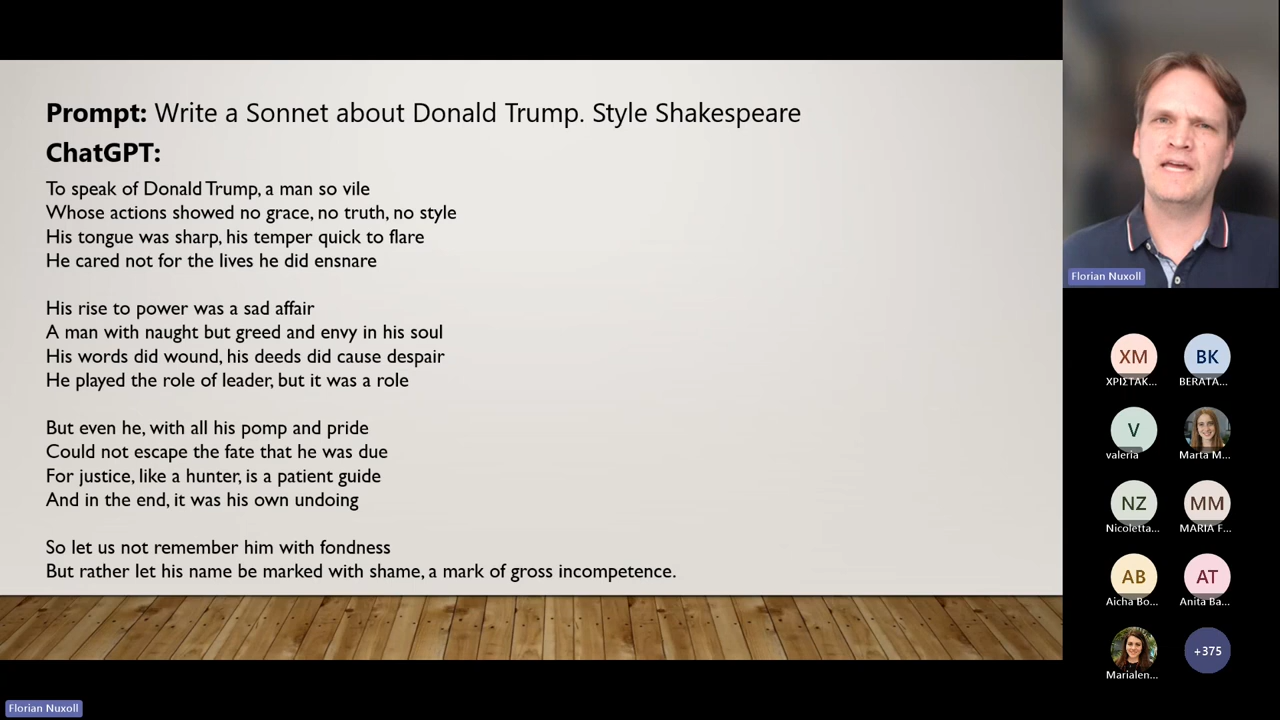 Prompt: Write a Sonnet about Donald Trump. Style Shakespeare
ChatGPT:
To speak of Donald Trump, a man so vile
Whose actions showed no grace, no truth, no style
His tongue was sharp, his temper quick to flare
He cared not for the lives he did ensnare
His rise to power was a sad affair
A man with naught but greed and envy in his soul
His words did wound, his deeds did cause despair
He played the role of leader, but it was a role
But even he, with all his pomp and pride
Could not escape the fate that he was due
For justice, like a hunter, is a patient guide
And in the end, it was his own undoing
So let us not remember him with fondness
But rather let his name be marked with shame, a mark of gross incompetence.
Florian Nuxoll
XM BK
ΧΡΙΣΤΑΚ... BERATA...
V
valeria Marta M...
NZ MM
Nicoletta... MARIA F...
AB AT
Aicha Bo... Anita Ba...
+375
Marialen...
Florian Nuxoll